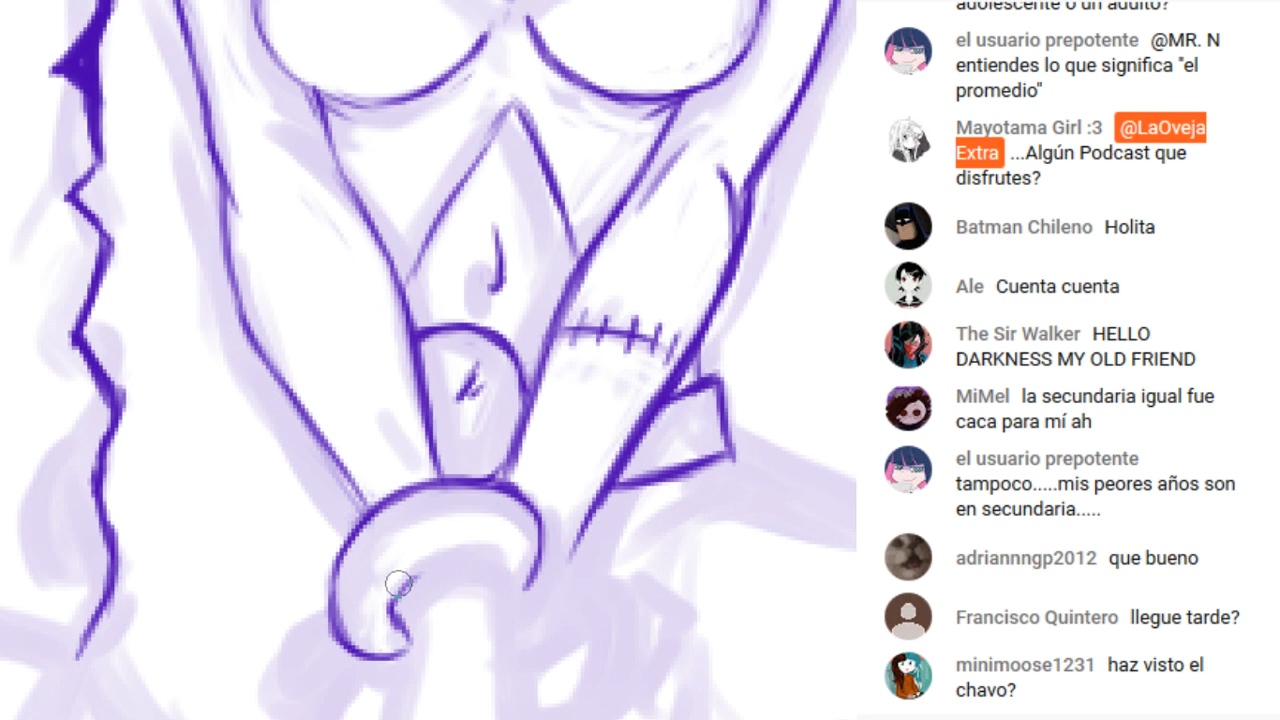 adolescente o un adulto?
el usuario prepotente @MR. N
entiendes lo que significa "el
promedio"
Mayotama Girl :3 @LaOveja
Extra ...Algún Podcast que
disfrutes?
Batman Chileno Holita
Ale Cuenta cuenta
The Sir Walker HELLO
DARKNESS MY OLD FRIEND
MiMel la secundaria igual fue
caca para mí ah
el usuario prepotente
tampoco.....mis peores años son
en secundaria.....
adriannngp2012 que bueno
Francisco Quintero llegue tarde?
minimoose1231 haz visto el
chavo?